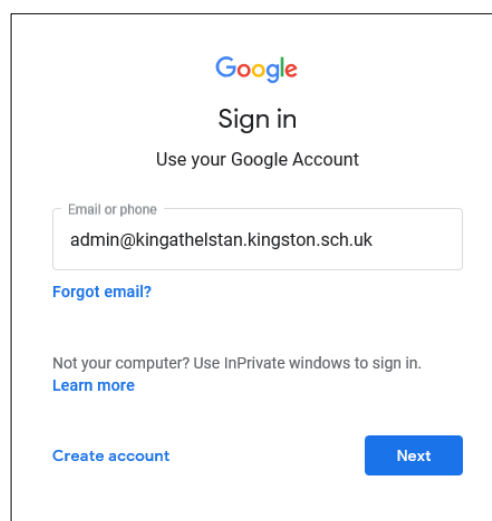 Google
Sign in
Use your Google Account
Email or phone
admin@kingathelstan.kingston.sch.uk
Forgot email?
Not your computer? Use InPrivate windows to sign in.
Learn more
Create account
Next